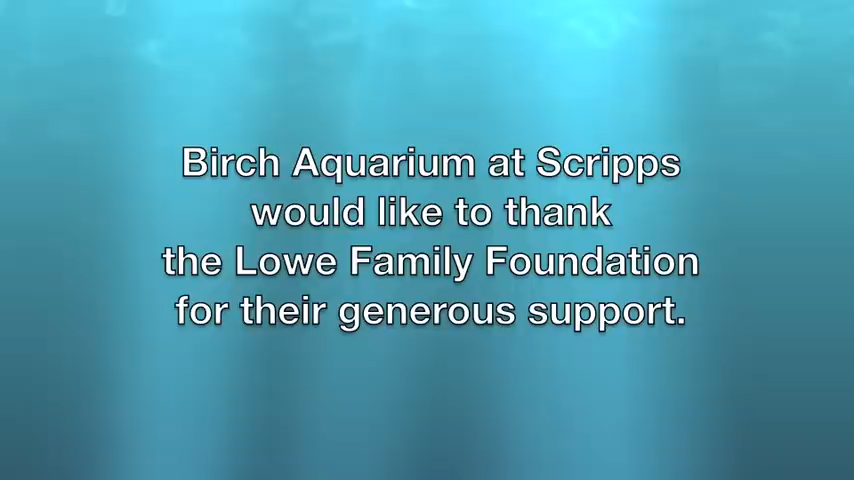 Birch Aquarium at Scripps
would like to thank
the Lowe Family Foundation
for their generous support.